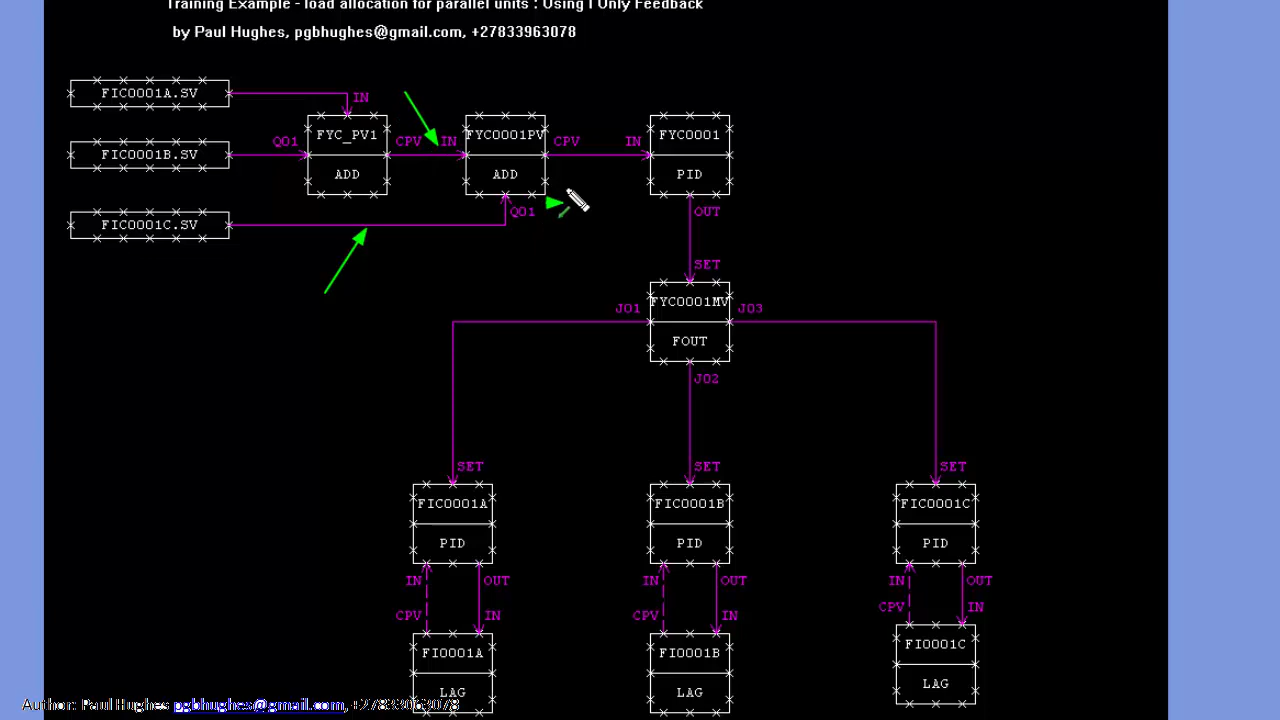 Training Example - load allocation for parallel units : Using I Only Feedback
by Paul Hughes, pgbhughes@gmail.com, +27833963078
FIC0001A.SV
IN
FYC_PV1
FYC0001PV
FYC0001
QO1
CPV
IN
CPV
IN
FIC0001B.SV
ADD
ADD
PID
FIC0001C.SV
QO1
OUT
SET
FYC0001MV
JO1
JO3
FOUT
JO2
SET
SET
SET
FIC0001A
FIC0001B
FIC0001C
PID
PID
PID
IN
OUT
IN
OUT
IN
OUT
CPV
IN
CPV
IN
CPV
IN
FI0001A
FI0001B
FI0001C
LAG
LAG
LAG
Author: Paul Hughes pgbhughes@gmail.com, +27833963078